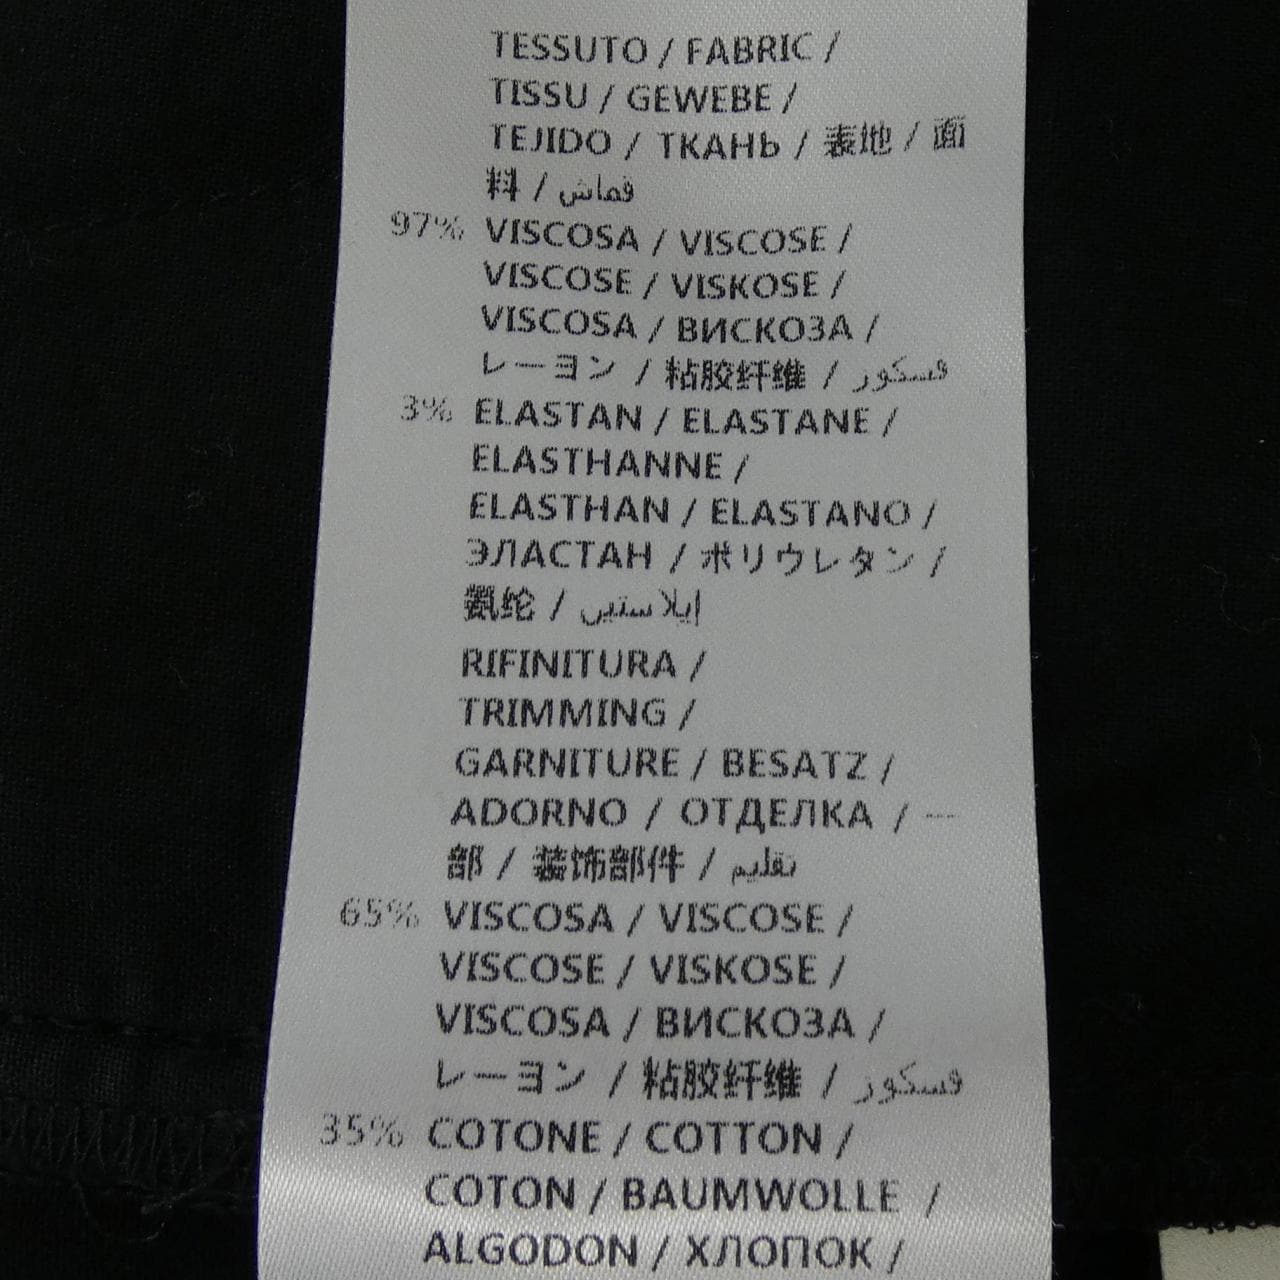 TESSUTO / FABRIC /
TISSU / GEWEBE /
TEJIDO / ТКАНЬ / 表地 / 面
料 / قماش
97% VISCOSA / VISCOSE /
VISCOSE / VISKOSE /
VISCOSA / ВИСКОЗА /
レーヨン / 粘胶纤维 / فسكوز
3% ELASTAN / ELASTANE /
ELASTHANNE /
ELASTHAN / ELASTANO /
ЭЛАСТАН / ポリウレタン /
氨纶 / إيلاستين
RIFINITURA /
TRIMMING /
GARNITURE / BESATZ /
ADORNO / ОТДЕЛКА / 一
部 / 装饰部件 / تقليم
65% VISCOSA / VISCOSE /
VISCOSE / VISKOSE /
VISCOSA / ВИСКОЗА /
レーヨン / 粘胶纤维 / فسكوز
35% COTONE / COTTON /
COTON / BAUMWOLLE /
ALGODON / ХЛОПОК /